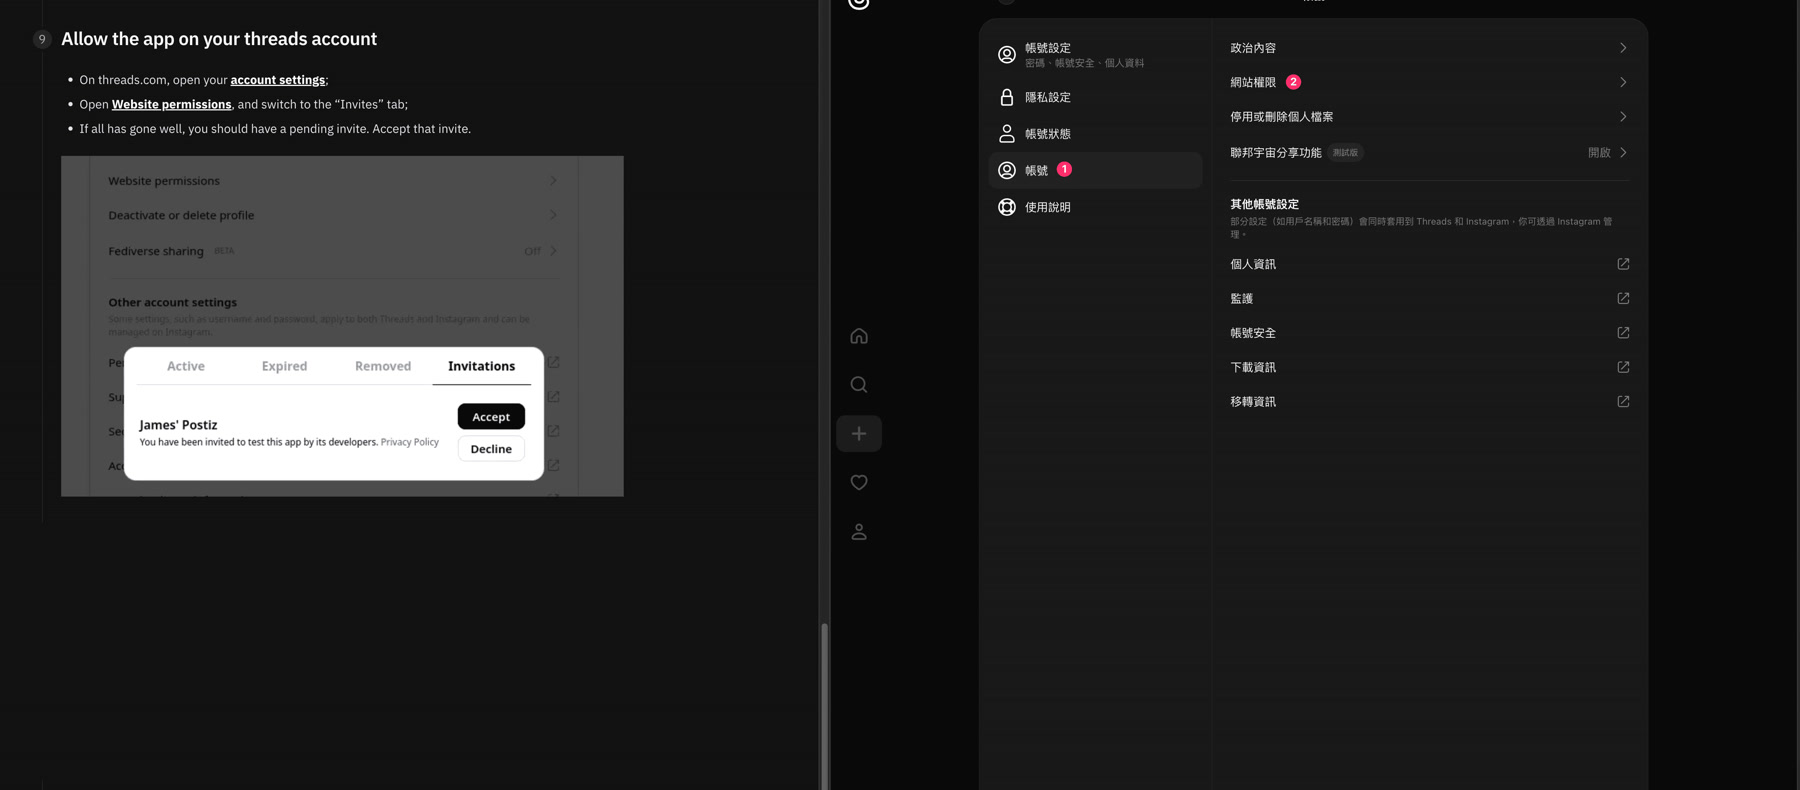 9
Allow the app on your threads account
On threads.com, open your account settings;
Open Website permissions, and switch to the “Invites” tab;
If all has gone well, you should have a pending invite. Accept that invite.
Website permissions
Deactivate or delete profile
Fediverse sharing BETA Off
Other account settings
Some settings, such as username and password, apply to both Threads and Instagram and can be
managed on Instagram.
Active Expired Removed Invitations
James' Postiz
You have been invited to test this app by its developers. Privacy Policy
Accept
Decline
帳號設定
密碼、帳號安全、個人資料
隱私設定
帳號狀態
帳號 1
使用說明
政治內容
網站權限 2
停用或刪除個人檔案
聯邦宇宙分享功能 測試版 開啟
其他帳號設定
部分設定（如用戶名稱和密碼）會同時套用到 Threads 和 Instagram，你可透過 Instagram 管
理。
個人資訊
監護
帳號安全
下載資訊
移轉資訊